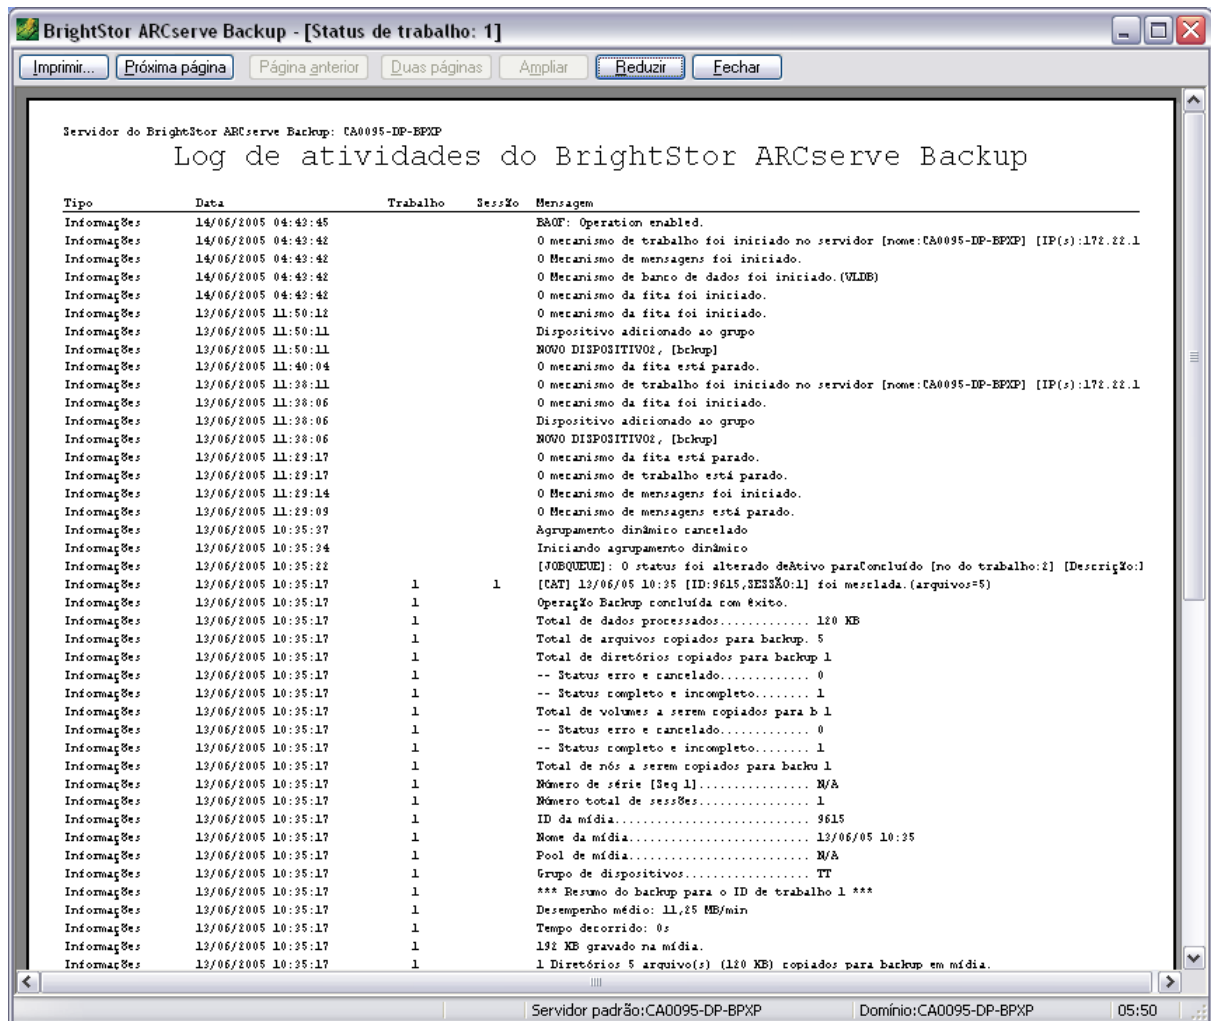 BrightStor ARCserve Backup - [Status de trabalho: 1]
Imprimir... Próxima página Página anterior Duas páginas Ampliar Reduzir Fechar
Servidor do BrightStor ARCserve Backup: CA0095-DP-BPXP
Log de atividades do BrightStor ARCserve Backup
Tipo Data Trabalho Sessão Mensagem
Informações 14/06/2005 04:43:45 BAOF: Operation enabled.
Informações 14/06/2005 04:43:42 O mecanismo de trabalho foi iniciado no servidor [nome:CA0095-DP-BPXP] [IP(s):172.22.1
Informações 14/06/2005 04:43:42 O Mecanismo de mensagens foi iniciado.
Informações 14/06/2005 04:43:42 O Mecanismo de banco de dados foi iniciado.(VLDB)
Informações 14/06/2005 04:43:42 O mecanismo da fita foi iniciado.
Informações 13/06/2005 11:50:12 O mecanismo da fita foi iniciado.
Informações 13/06/2005 11:50:11 Dispositivo adicionado ao grupo
Informações 13/06/2005 11:50:11 NOVO DISPOSITIVO2, [bckup]
Informações 13/06/2005 11:40:04 O mecanismo da fita está parado.
Informações 13/06/2005 11:38:11 O mecanismo de trabalho foi iniciado no servidor [nome:CA0095-DP-BPXP] [IP(s):172.22.1
Informações 13/06/2005 11:38:06 O mecanismo da fita foi iniciado.
Informações 13/06/2005 11:38:06 Dispositivo adicionado ao grupo
Informações 13/06/2005 11:38:06 NOVO DISPOSITIVO2, [bckup]
Informações 13/06/2005 11:29:17 O mecanismo da fita está parado.
Informações 13/06/2005 11:29:17 O mecanismo de trabalho está parado.
Informações 13/06/2005 11:29:14 O Mecanismo de mensagens foi iniciado.
Informações 13/06/2005 11:29:09 O Mecanismo de mensagens está parado.
Informações 13/06/2005 10:35:37 Agrupamento dinâmico cancelado
Informações 13/06/2005 10:35:34 Iniciando agrupamento dinâmico
Informações 13/06/2005 10:35:22 [JOBQUEUE]: O status foi alterado deAtivo paraConcluído [no do trabalho:2] [Descrição:]
Informações 13/06/2005 10:35:17 1 1 [CAT] 13/06/05 10:35 [ID:9615,SESSÃO:1] foi mesclada.(arquivos=5)
Informações 13/06/2005 10:35:17 1 Operação Backup concluída com êxito.
Informações 13/06/2005 10:35:17 1 Total de dados processados............. 120 KB
Informações 13/06/2005 10:35:17 1 Total de arquivos copiados para backup. 5
Informações 13/06/2005 10:35:17 1 Total de diretórios copiados para backup 1
Informações 13/06/2005 10:35:17 1 -- Status erro e cancelado............. 0
Informações 13/06/2005 10:35:17 1 -- Status completo e incompleto........ 1
Informações 13/06/2005 10:35:17 1 Total de volumes a serem copiados para b 1
Informações 13/06/2005 10:35:17 1 -- Status erro e cancelado............. 0
Informações 13/06/2005 10:35:17 1 -- Status completo e incompleto........ 1
Informações 13/06/2005 10:35:17 1 Total de nós a serem copiados para backu 1
Informações 13/06/2005 10:35:17 1 Número de série [Seq 1]................ N/A
Informações 13/06/2005 10:35:17 1 Número total de sessões................ 1
Informações 13/06/2005 10:35:17 1 ID da mídia............................ 9615
Informações 13/06/2005 10:35:17 1 Nome da mídia.......................... 13/06/05 10:35
Informações 13/06/2005 10:35:17 1 Pool de mídia.......................... N/A
Informações 13/06/2005 10:35:17 1 Grupo de dispositivos.................. TT
Informações 13/06/2005 10:35:17 1 *** Resumo do backup para o ID de trabalho 1 ***
Informações 13/06/2005 10:35:17 1 Desempenho médio: 11,25 MB/min
Informações 13/06/2005 10:35:17 1 Tempo decorrido: 0s
Informações 13/06/2005 10:35:17 1 192 KB gravado na mídia.
Informações 13/06/2005 10:35:17 1 1 Diretórios 5 arquivo(s) (120 KB) copiados para backup em mídia.
Servidor padrão:CA0095-DP-BPXP Domínio:CA0095-DP-BPXP 05:50